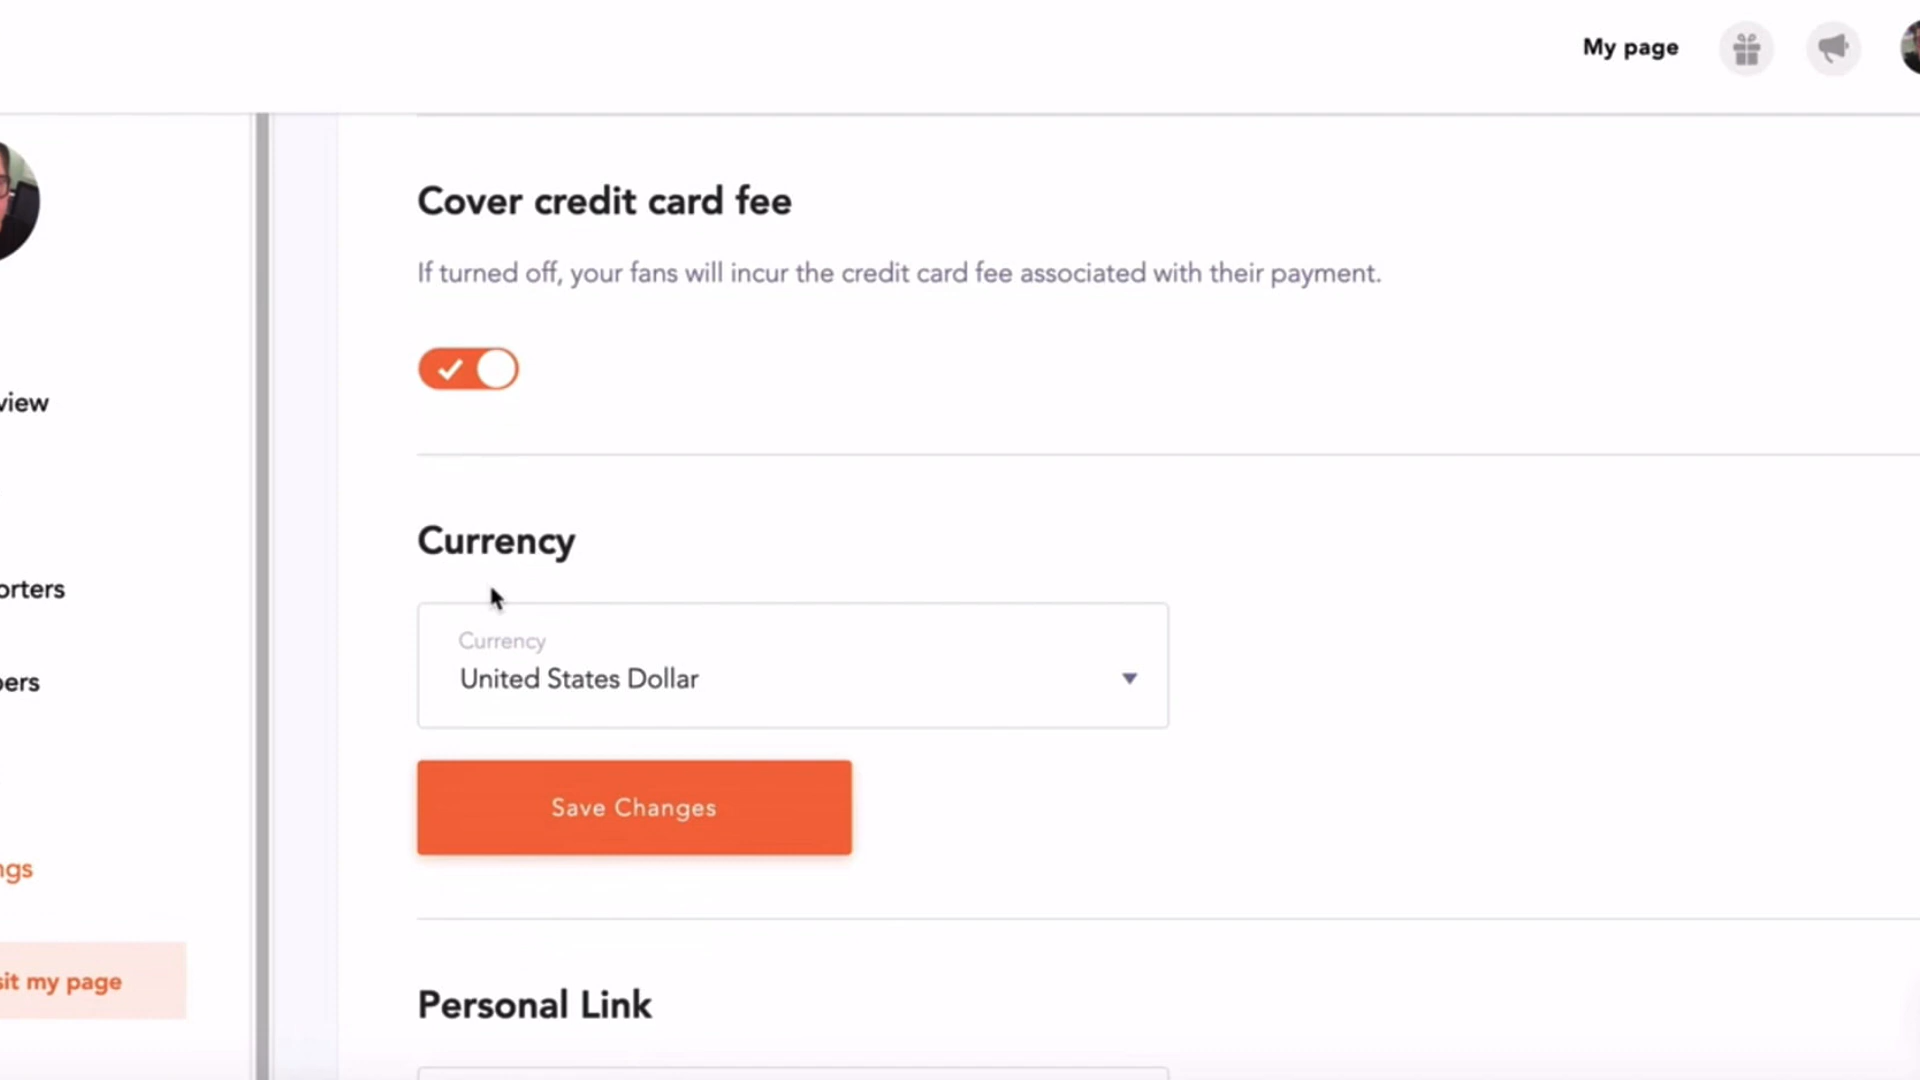 My page
Cover credit card fee
If turned off, your fans will incur the credit card fee associated with their payment.
view
Currency
orters
Currency
United States Dollar
ers
Save Changes
ngs
sit my page
Personal Link